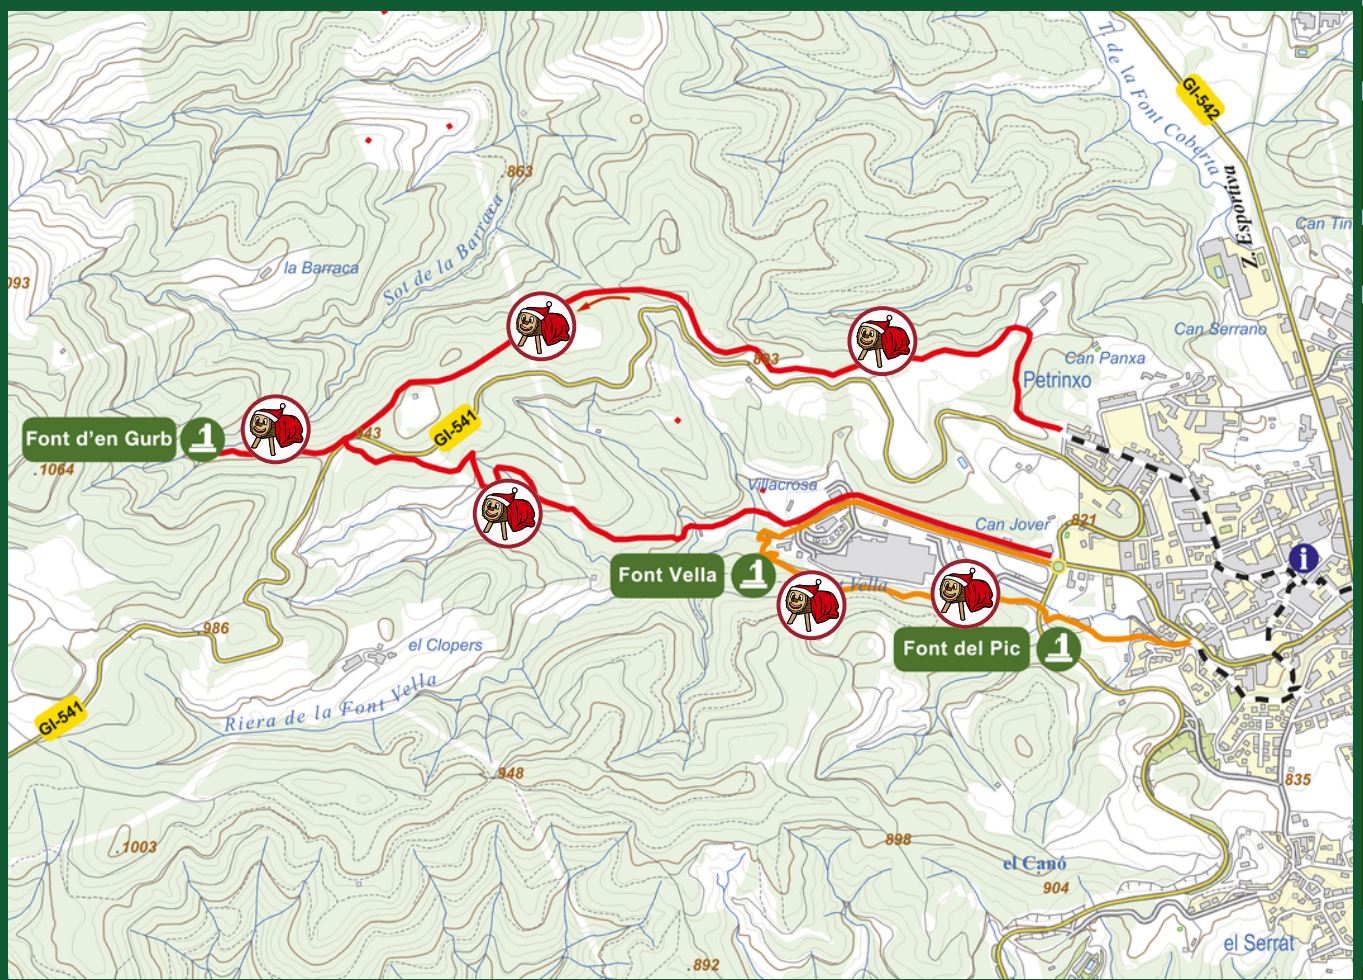 GI-542
T. de la Font Coberta
Z. Esportiva
863
Can Tin
093
la Barraca
Sot de la Barraca
Can Serrano
Can Panxa
Petrinxo
GI-541
Font d'en Gurb
.1064
Villacrosa
Can Jover
.821
i
Font Vella
Vella
Font del Pic
.986
el Clopers
Riera de la Font Vella
GI-541
.948
835
.1003
898
el Canó
904
el Serrat
.892